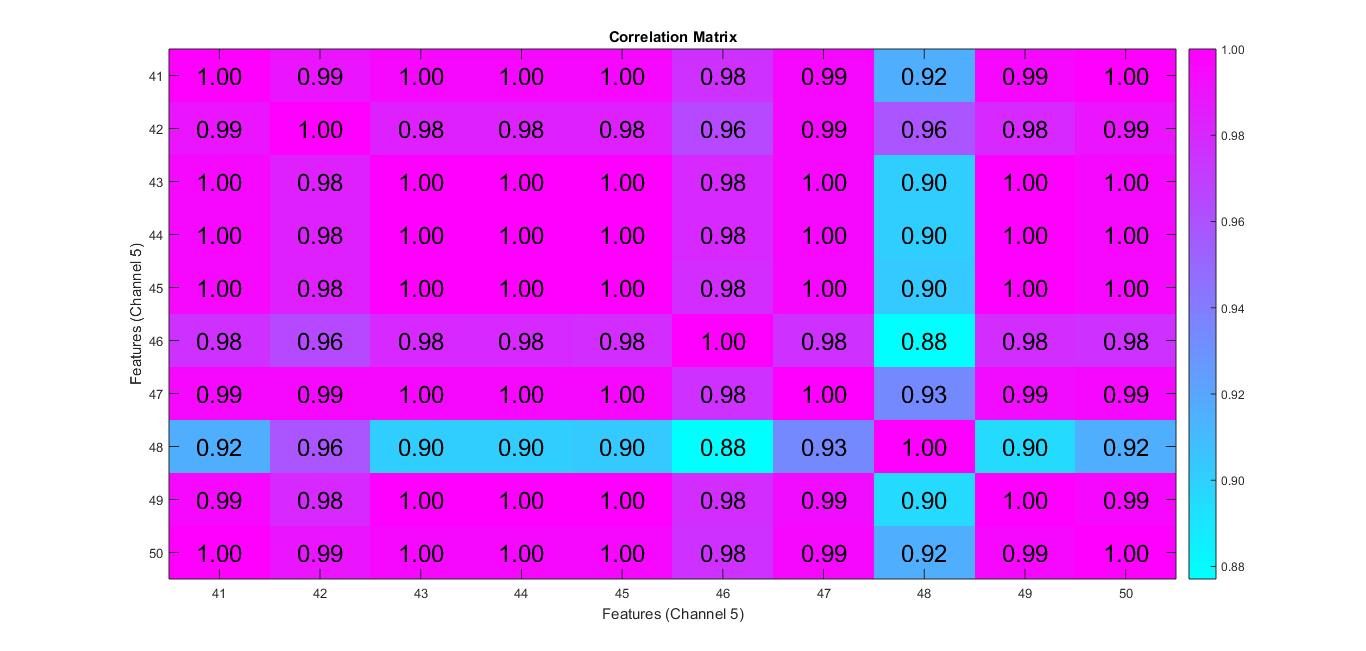 Correlation Matrix
41 1.00 0.99 1.00 1.00 1.00 0.98 0.99 0.92 0.99 1.00
42 0.99 1.00 0.98 0.98 0.98 0.96 0.99 0.96 0.98 0.99
43 1.00 0.98 1.00 1.00 1.00 0.98 1.00 0.90 1.00 1.00
44 1.00 0.98 1.00 1.00 1.00 0.98 1.00 0.90 1.00 1.00
45 1.00 0.98 1.00 1.00 1.00 0.98 1.00 0.90 1.00 1.00
46 0.98 0.96 0.98 0.98 0.98 1.00 0.98 0.88 0.98 0.98
47 0.99 0.99 1.00 1.00 1.00 0.98 1.00 0.93 0.99 0.99
48 0.92 0.96 0.90 0.90 0.90 0.88 0.93 1.00 0.90 0.92
49 0.99 0.98 1.00 1.00 1.00 0.98 0.99 0.90 1.00 0.99
50 1.00 0.99 1.00 1.00 1.00 0.98 0.99 0.92 0.99 1.00
41 42 43 44 45 46 47 48 49 50
Features (Channel 5)
Features (Channel 5)
1.00
0.98
0.96
0.94
0.92
0.90
0.88